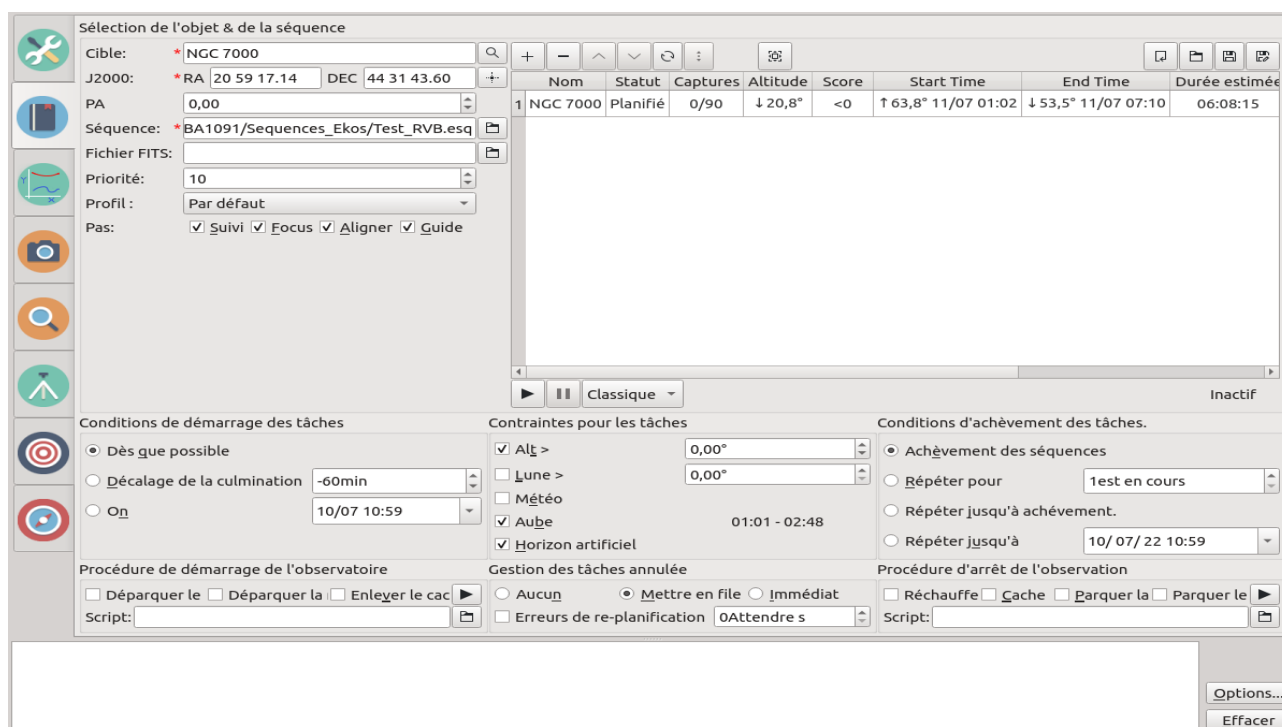 Sélection de l'objet & de la séquence
Cible: *NGC 7000
J2000: *RA 20 59 17.14 DEC 44 31 43.60
PA 0,00
Séquence: *BA1091/Sequences_Ekos/Test_RVB.esq
Fichier FITS:
Priorité: 10
Profil : Par défaut
Pas: Suivi Focus Aligner Guide
Nom Statut Captures Altitude Score Start Time End Time Durée estimée
1 NGC 7000 Planifié 0/90 ↓20,8° <0 ↑63,8° 11/07 01:02 ↓53,5° 11/07 07:10 06:08:15
Classique Inactif
Conditions de démarrage des tâches
Dès que possible
Décalage de la culmination -60min
On 10/07 10:59
Contraintes pour les tâches
Alt > 0,00°
Lune > 0,00°
Météo
Aube 01:01 - 02:48
Horizon artificiel
Conditions d'achèvement des tâches.
Achèvement des séquences
Répéter pour 1est en cours
Répéter jusqu'à achévement.
Répéter jusqu'à 10/ 07/ 22 10:59
Procédure de démarrage de l'observatoire
Déparquer le Déparquer la Enlever le cac
Script:
Gestion des tâches annulée
Aucun Mettre en file Immédiat
Erreurs de re-planification 0Attendre s
Procédure d'arrêt de l'observation
Réchauffe Cache Parquer la Parquer le
Script:
Options...
Effacer